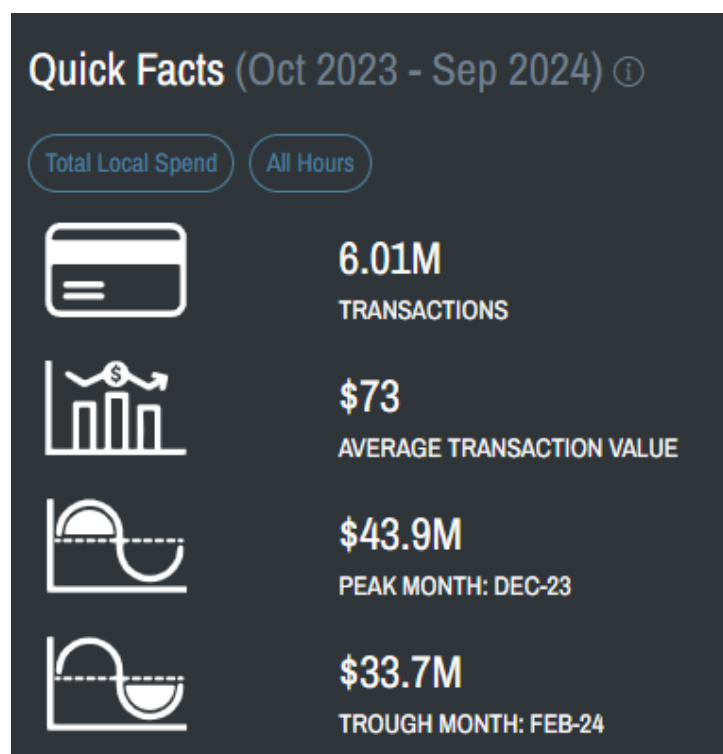 Quick Facts (Oct 2023 - Sep 2024) ⓘ
Total Local Spend All Hours
6.01M
TRANSACTIONS
$
$73
AVERAGE TRANSACTION VALUE
$43.9M
PEAK MONTH: DEC-23
$33.7M
TROUGH MONTH: FEB-24